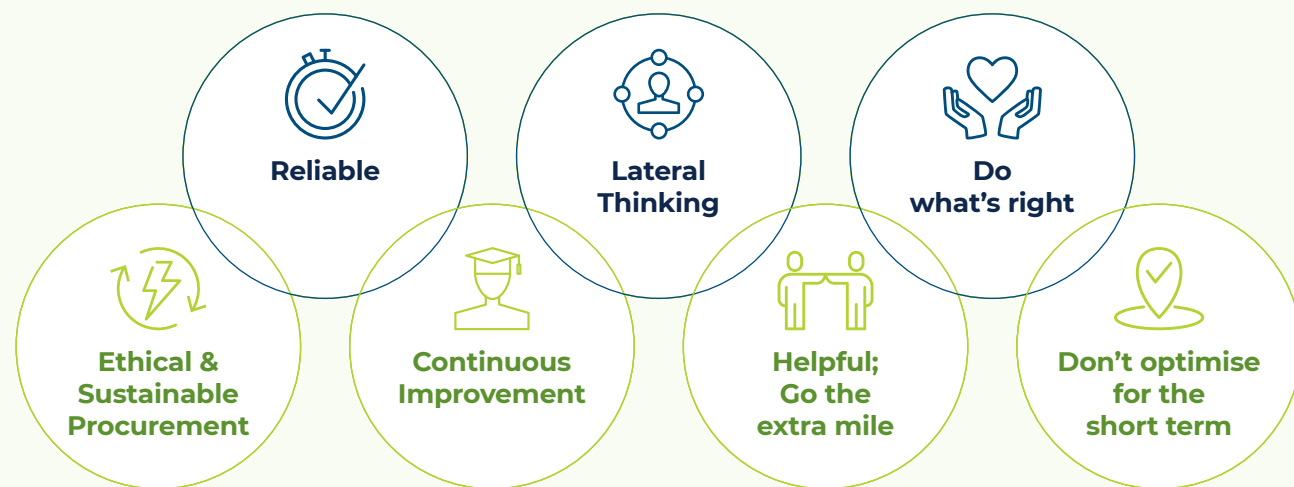 Reliable
Lateral
Thinking
Do
what’s right
Ethical &
Sustainable
Procurement
Continuous
Improvement
Helpful;
Go the
extra mile
Don’t optimise
for the
short term